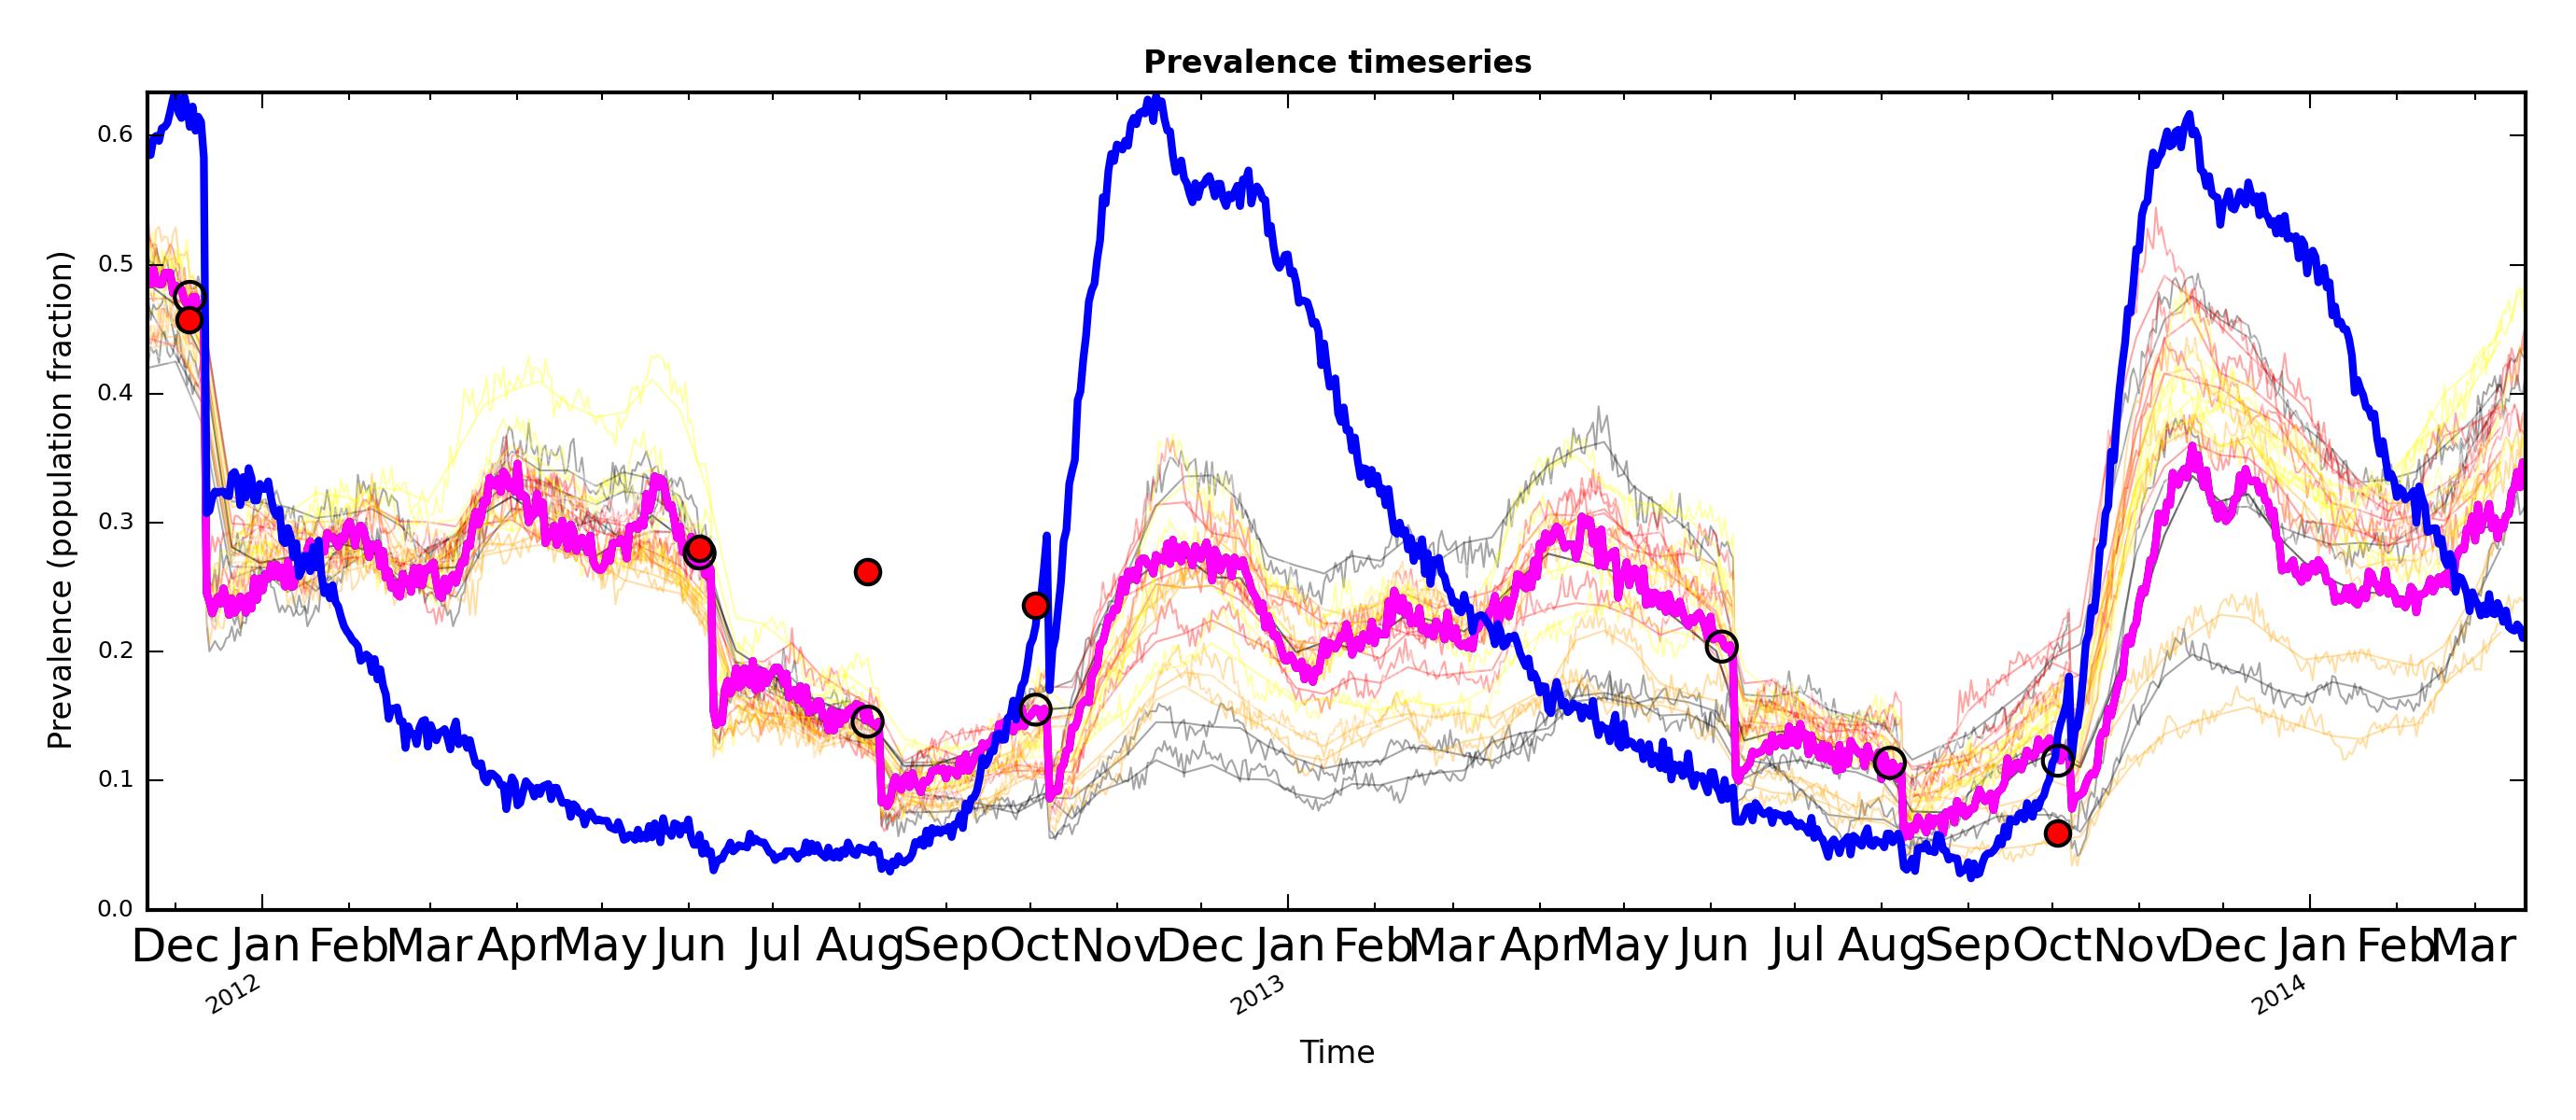 Prevalence timeseries
Prevalence (population fraction)
0.6
0.5
0.4
0.3
0.2
0.1
0.0
Dec Jan Feb Mar Apr May Jun Jul Aug Sep Oct Nov Dec Jan Feb Mar Apr May Jun Jul Aug Sep Oct Nov Dec Jan Feb Mar
2012 2013 2014
Time